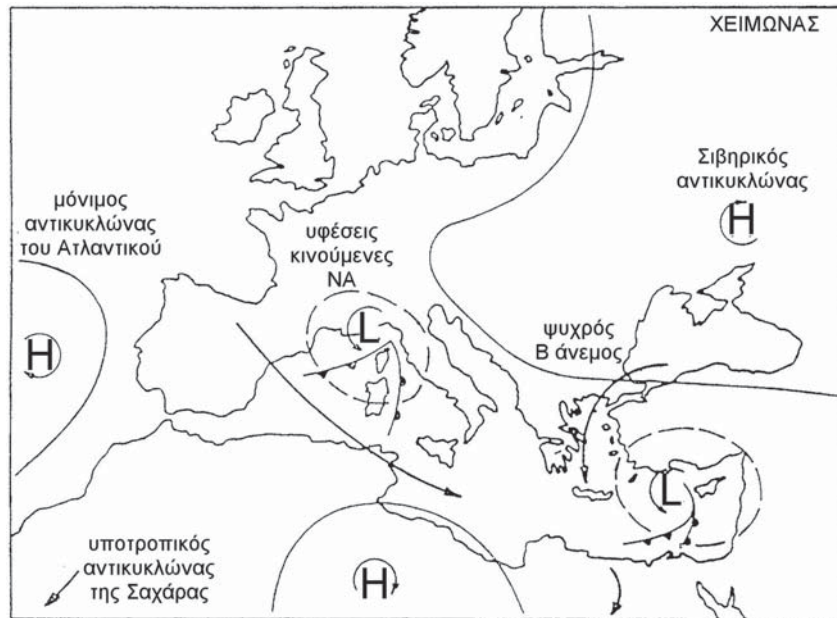 ΧΕΙΜΩΝΑΣ
Σιβηρικός
αντικυκλώνας
H
μόνιμος
αντικυκλώνας
του Ατλαντικού
H
υφέσεις
κινούμενες
ΝΑ
L
ψυχρός
Β άνεμος
L
υποτροπικός
αντικυκλώνας
της Σαχάρας
H